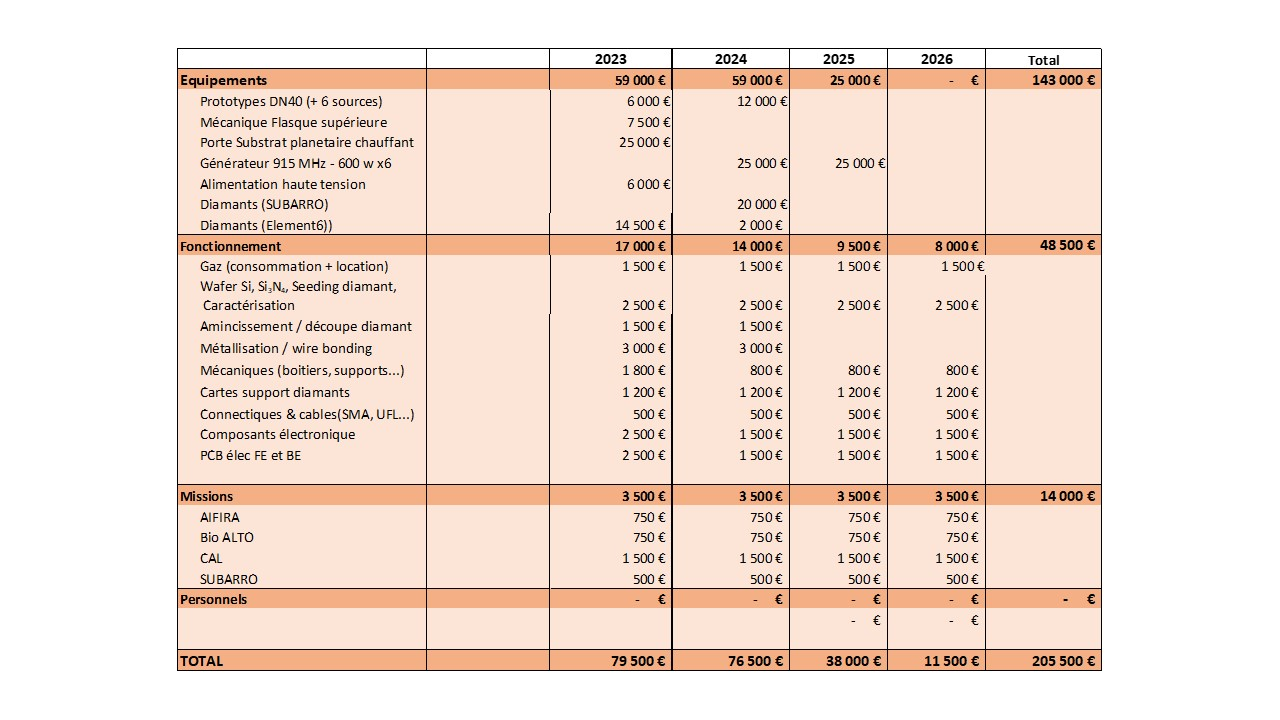 2023 2024 2025 2026 Total
Equipements 59 000 € 59 000 € 25 000 € - € 143 000 €
Prototypes DN40 (+ 6 sources) 6 000 € 12 000 €
Mécanique Flasque supérieure 7 500 €
Porte Substrat planetaire chauffant 25 000 €
Générateur 915 MHz - 600 w x6 25 000 € 25 000 €
Alimentation haute tension 6 000 €
Diamants (SUBARRO) 20 000 €
Diamants (Element6)) 14 500 € 2 000 €
Fonctionnement 17 000 € 14 000 € 9 500 € 8 000 € 48 500 €
Gaz (consommation + location) 1 500 € 1 500 € 1 500 € 1 500 €
Wafer Si, Si₃N₄, Seeding diamant,
Caractérisation 2 500 € 2 500 € 2 500 € 2 500 €
Amincissement / découpe diamant 1 500 € 1 500 €
Métallisation / wire bonding 3 000 € 3 000 €
Mécaniques (boitiers, supports...) 1 800 € 800 € 800 € 800 €
Cartes support diamants 1 200 € 1 200 € 1 200 € 1 200 €
Connectiques & cables(SMA, UFL...) 500 € 500 € 500 € 500 €
Composants électronique 2 500 € 1 500 € 1 500 € 1 500 €
PCB élec FE et BE 2 500 € 1 500 € 1 500 € 1 500 €
Missions 3 500 € 3 500 € 3 500 € 3 500 € 14 000 €
AIFIRA 750 € 750 € 750 € 750 €
Bio ALTO 750 € 750 € 750 € 750 €
CAL 1 500 € 1 500 € 1 500 € 1 500 €
SUBARRO 500 € 500 € 500 € 500 €
Personnels - € - € - € - € - €
- € - €
TOTAL 79 500 € 76 500 € 38 000 € 11 500 € 205 500 €